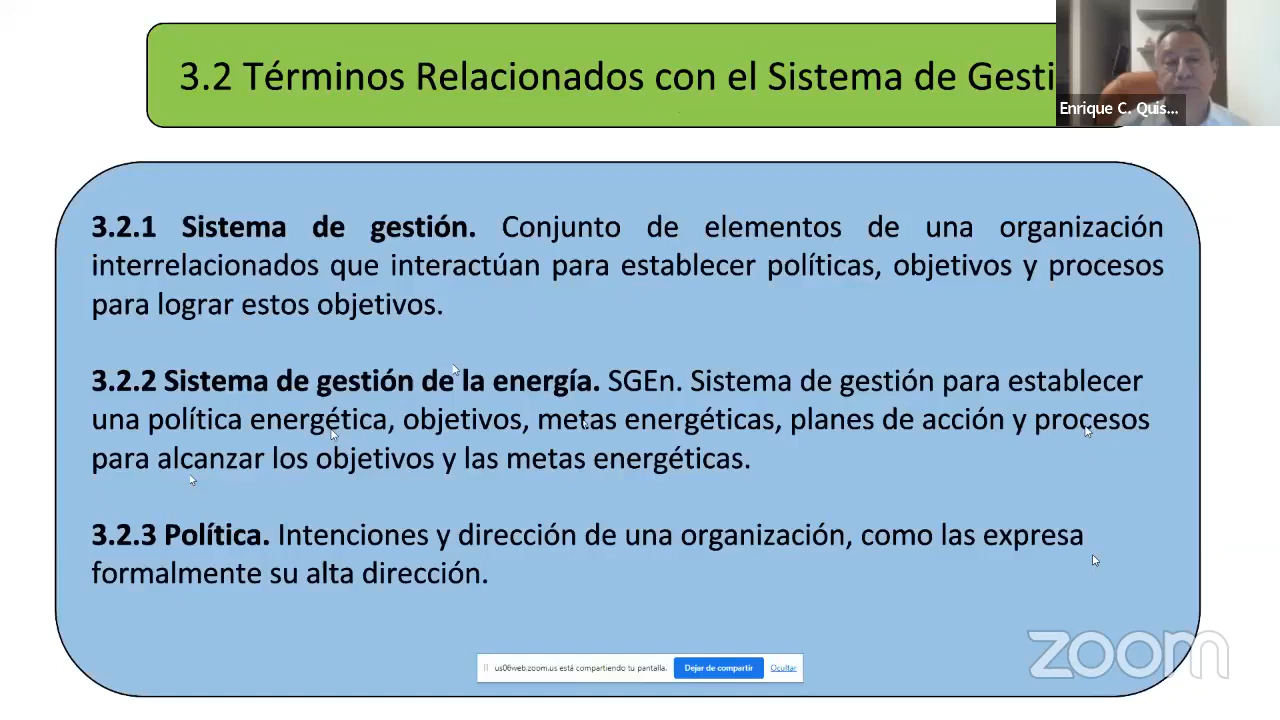 3.2 Términos Relacionados con el Sistema de Gesti
Enrique C. Quis...
3.2.1 Sistema de gestión. Conjunto de elementos de una organización
interrelacionados que interactúan para establecer políticas, objetivos y procesos
para lograr estos objetivos.
3.2.2 Sistema de gestión de la energía. SGEn. Sistema de gestión para establecer
una política energética, objetivos, metas energéticas, planes de acción y procesos
para alcanzar los objetivos y las metas energéticas.
3.2.3 Política. Intenciones y dirección de una organización, como las expresa
formalmente su alta dirección.
zoom
us06web.zoom.us está compartiendo tu pantalla. Dejar de compartir Ocultar